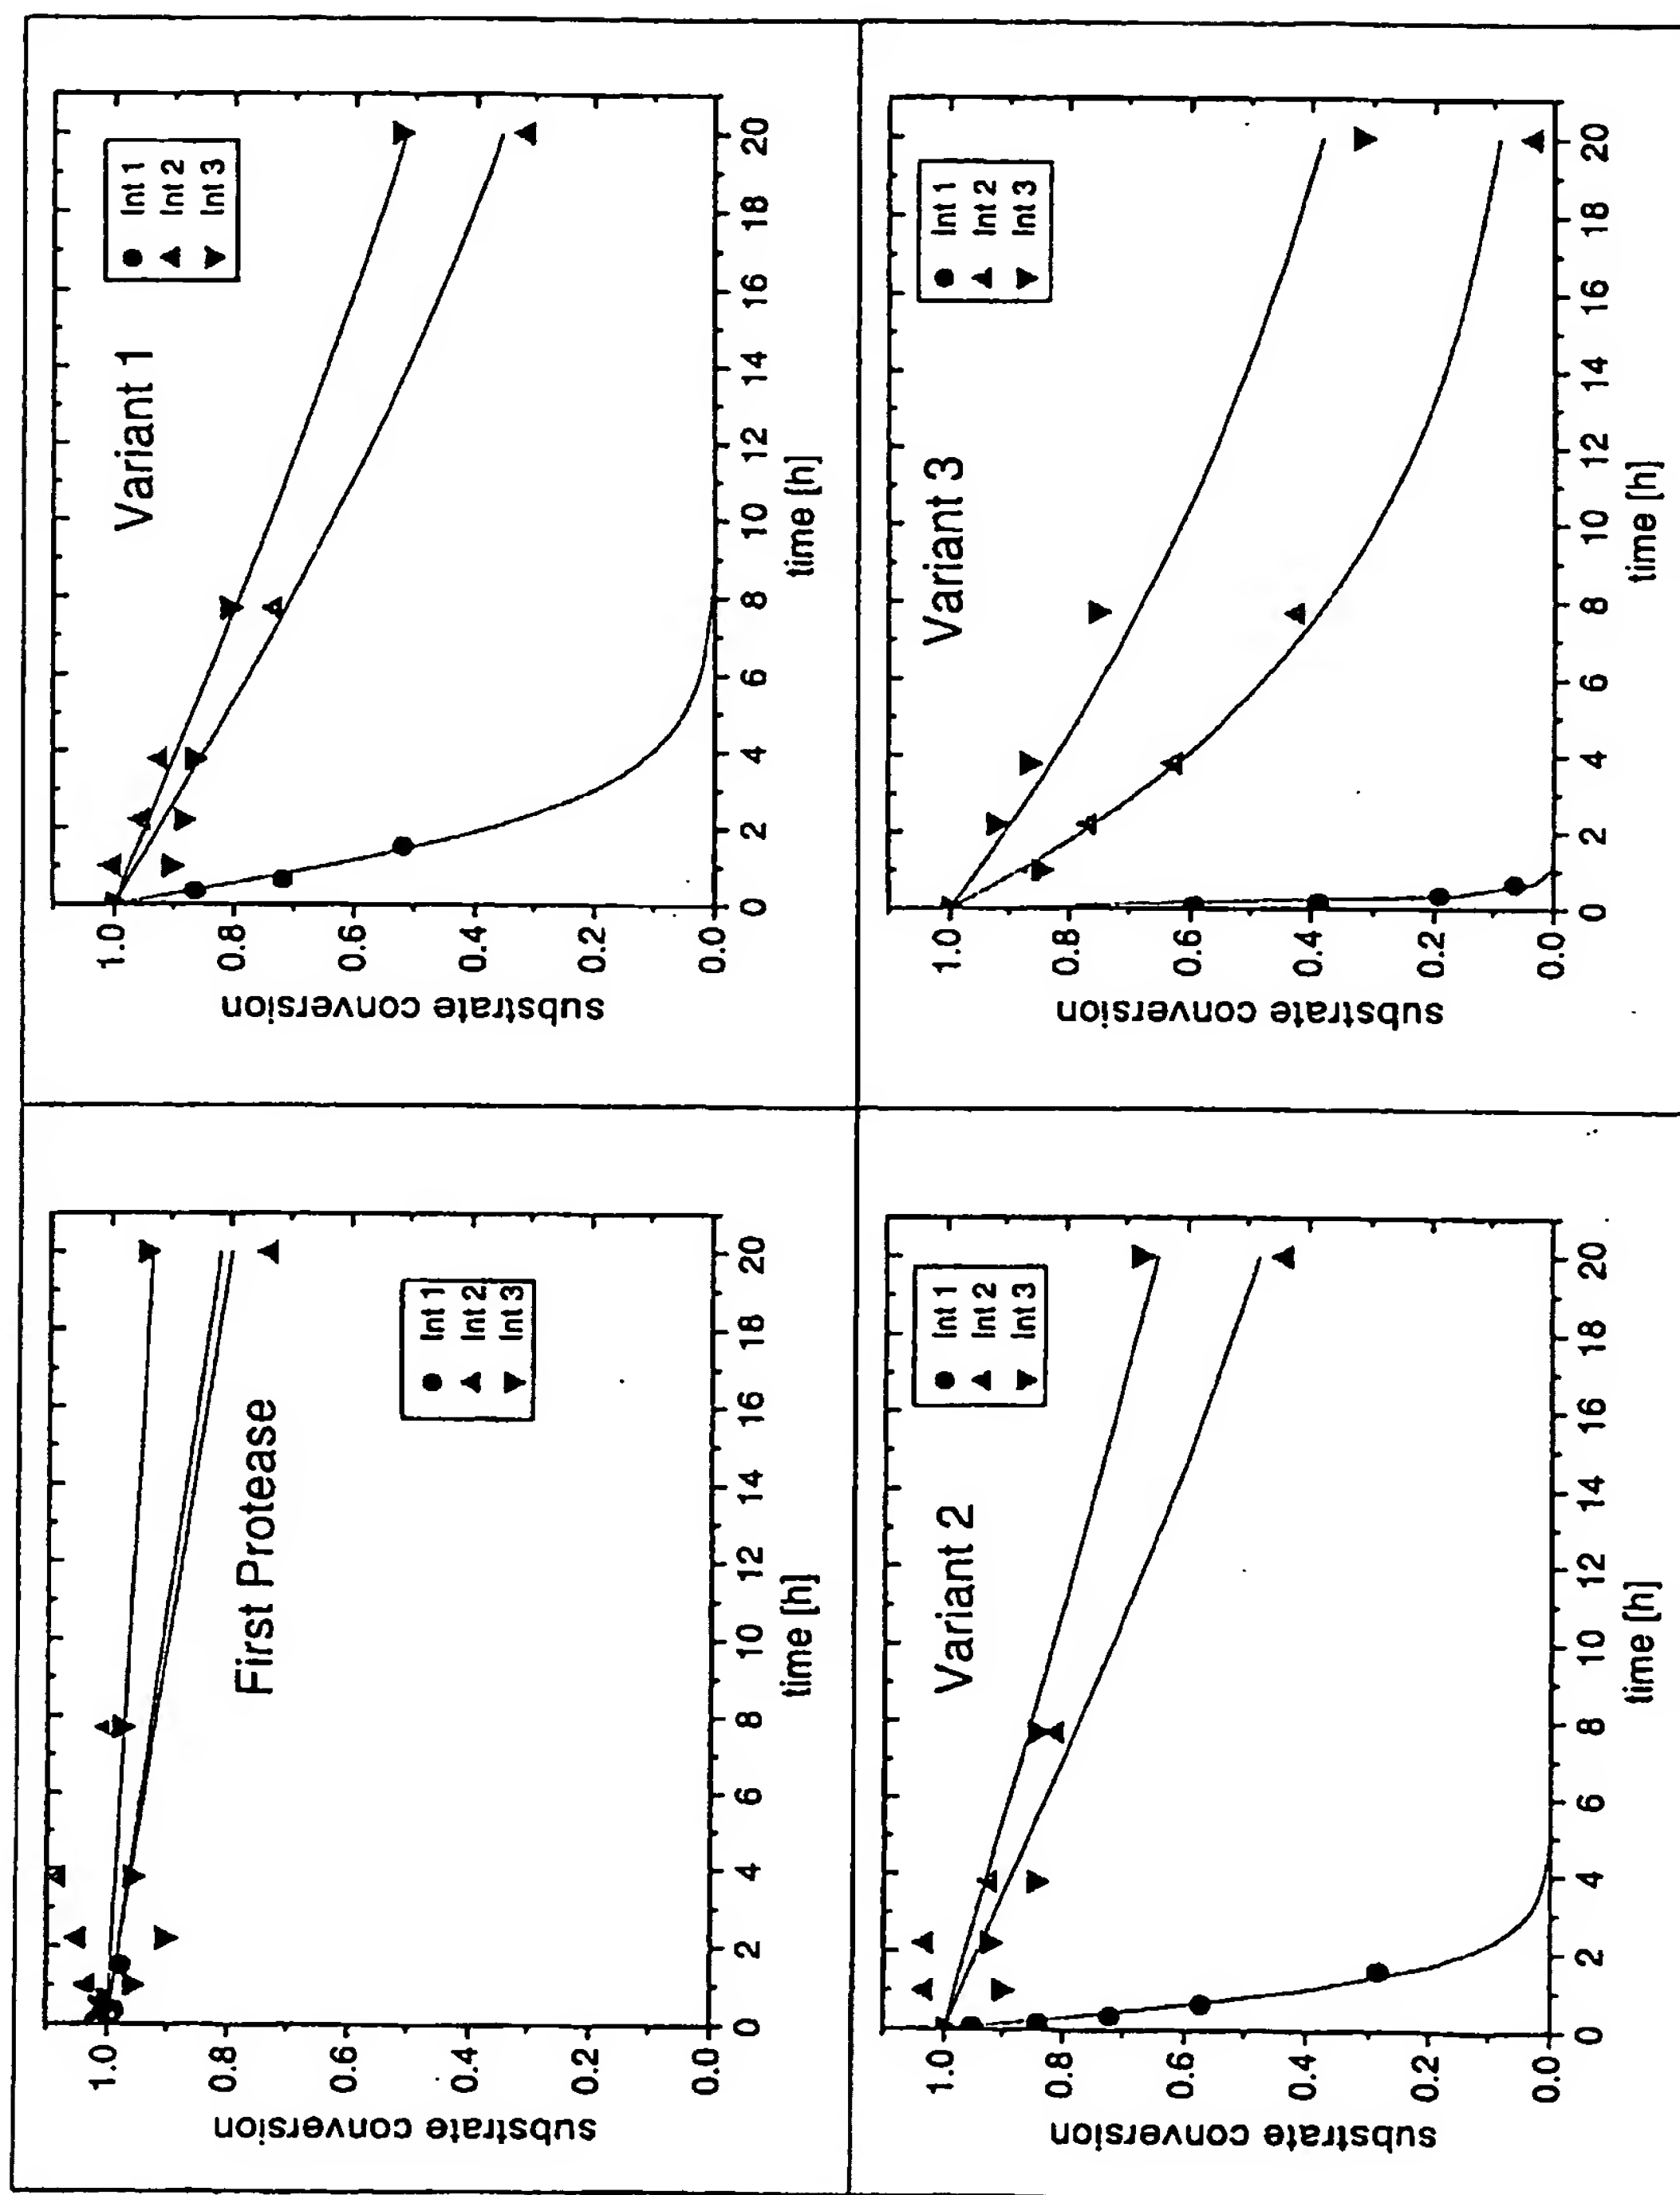 First Protease
Int 1
Int 2
Int 3
substrate conversion
1.0
0.8
0.6
0.4
0.2
0.0
0 2 4 6 8 10 12 14 16 18 20
time [h]
Variant 1
Int 1
Int 2
Int 3
substrate conversion
1.0
0.8
0.6
0.4
0.2
0.0
0 2 4 6 8 10 12 14 16 18 20
time [h]
Variant 2
Int 1
Int 2
Int 3
substrate conversion
1.0
0.8
0.6
0.4
0.2
0.0
0 2 4 6 8 10 12 14 16 18 20
time [h]
Variant 3
Int 1
Int 2
Int 3
substrate conversion
1.0
0.8
0.6
0.4
0.2
0.0
0 2 4 6 8 10 12 14 16 18 20
time [h]